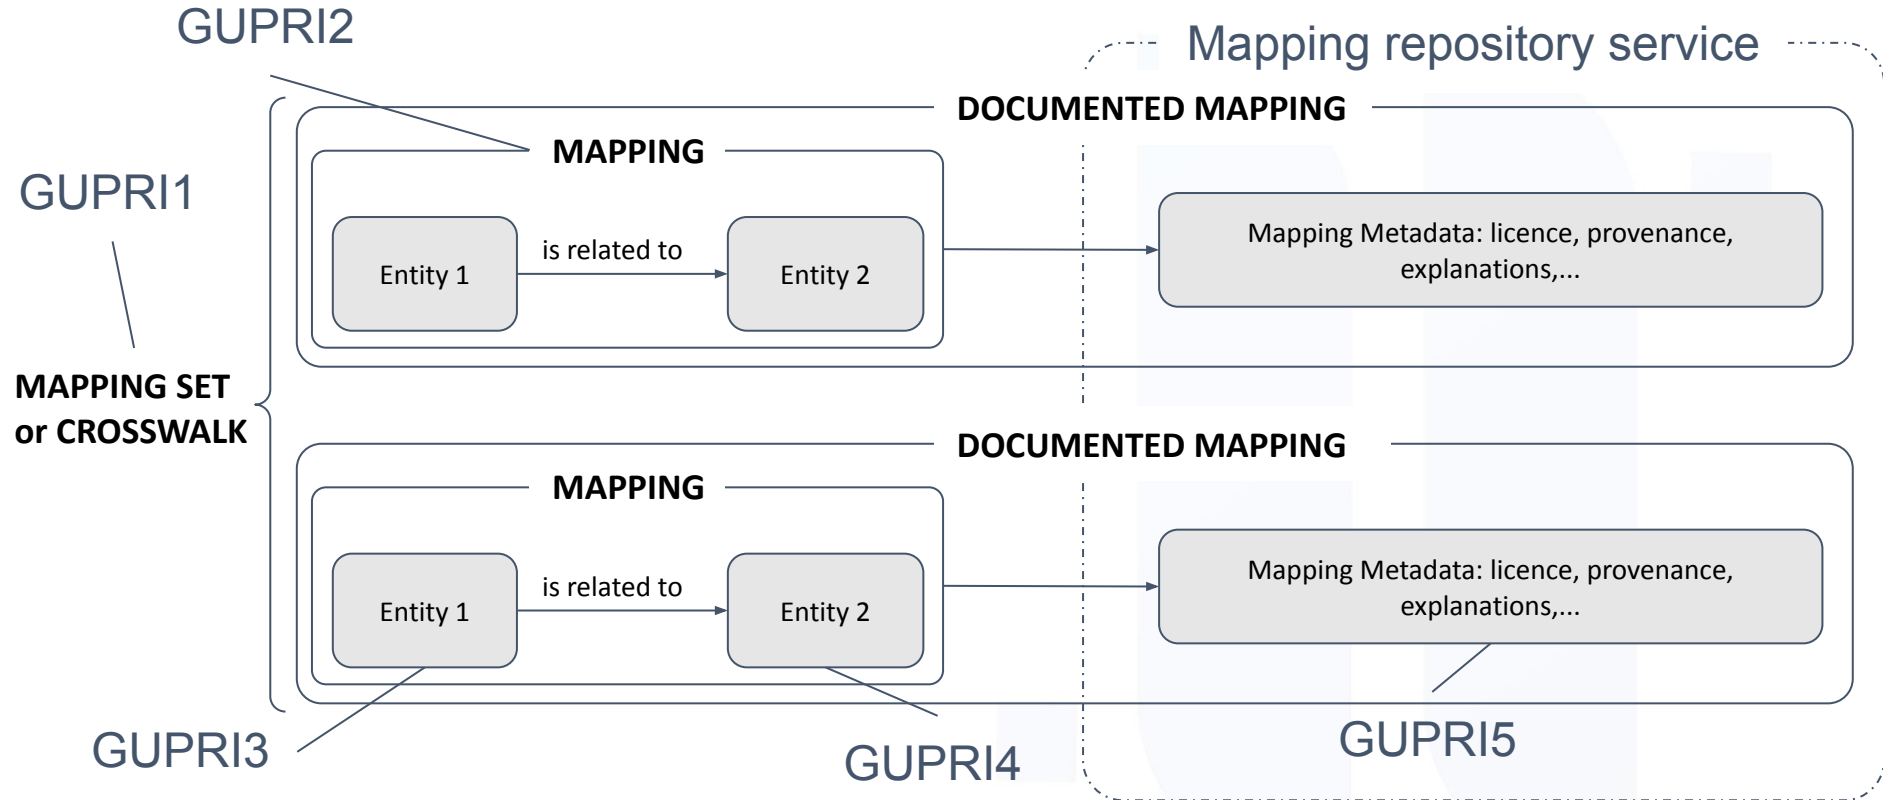 GUPRI2
Mapping repository service
DOCUMENTED MAPPING
MAPPING
GUPRI1
Entity 1
is related to
Entity 2
Mapping Metadata: licence, provenance,
explanations,...
MAPPING SET
or CROSSWALK
DOCUMENTED MAPPING
MAPPING
Entity 1
is related to
Entity 2
Mapping Metadata: licence, provenance,
explanations,...
GUPRI3
GUPRI4
GUPRI5